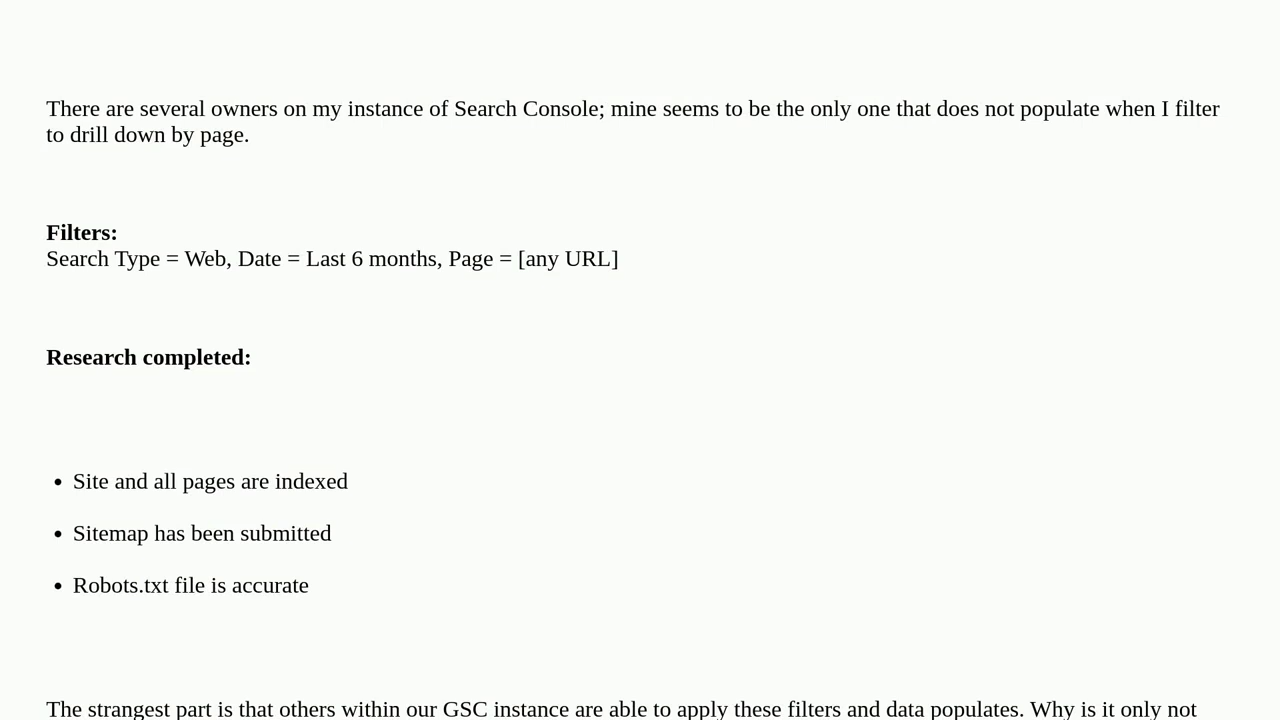 There are several owners on my instance of Search Console; mine seems to be the only one that does not populate when I filter
to drill down by page.
Filters:
Search Type = Web, Date = Last 6 months, Page = [any URL]
Research completed:
• Site and all pages are indexed
• Sitemap has been submitted
• Robots.txt file is accurate
The strangest part is that others within our GSC instance are able to apply these filters and data populates. Why is it only not